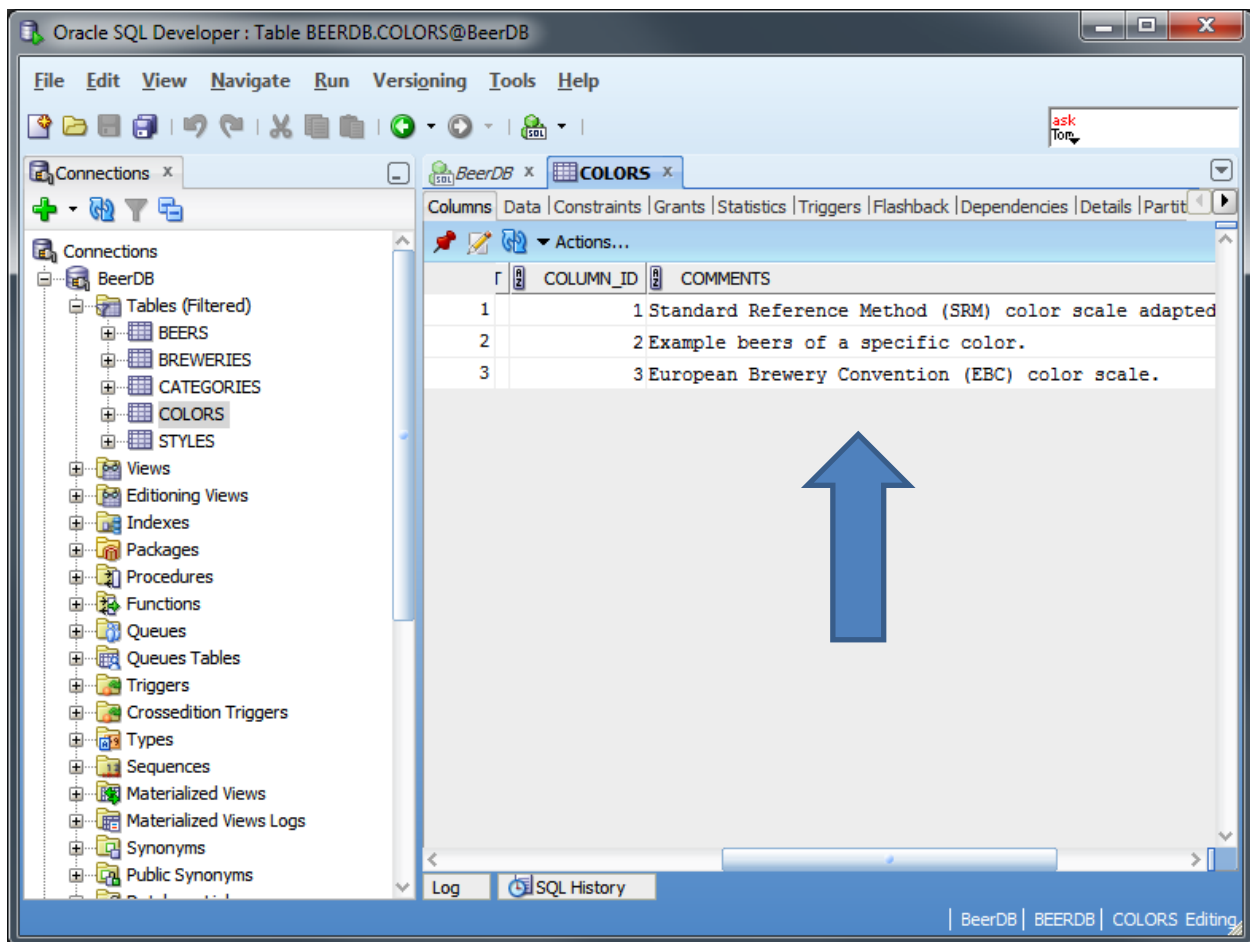 Oracle SQL Developer : Table BEERDB.COLORS@BeerDB
File Edit View Navigate Run Versioning Tools Help
SQL
ask
Tom
Connections x
SQL BeerDB x COLORS x
Columns Data | Constraints | Grants | Statistics | Triggers | Flashback | Dependencies | Details | Partit
Actions...
T COLUMN_ID COMMENTS
1 1 Standard Reference Method (SRM) color scale adapted
2 2 Example beers of a specific color.
3 3 European Brewery Convention (EBC) color scale.
Connections
BeerDB
Tables (Filtered)
BEERS
BREWERIES
CATEGORIES
COLORS
STYLES
Views
Editioning Views
Indexes
Packages
Procedures
Functions
Queues
Queues Tables
Triggers
Crossedition Triggers
Types
Sequences
Materialized Views
Materialized Views Logs
Synonyms
Public Synonyms
Log SQL History
BeerDB | BEERDB | COLORS Editing